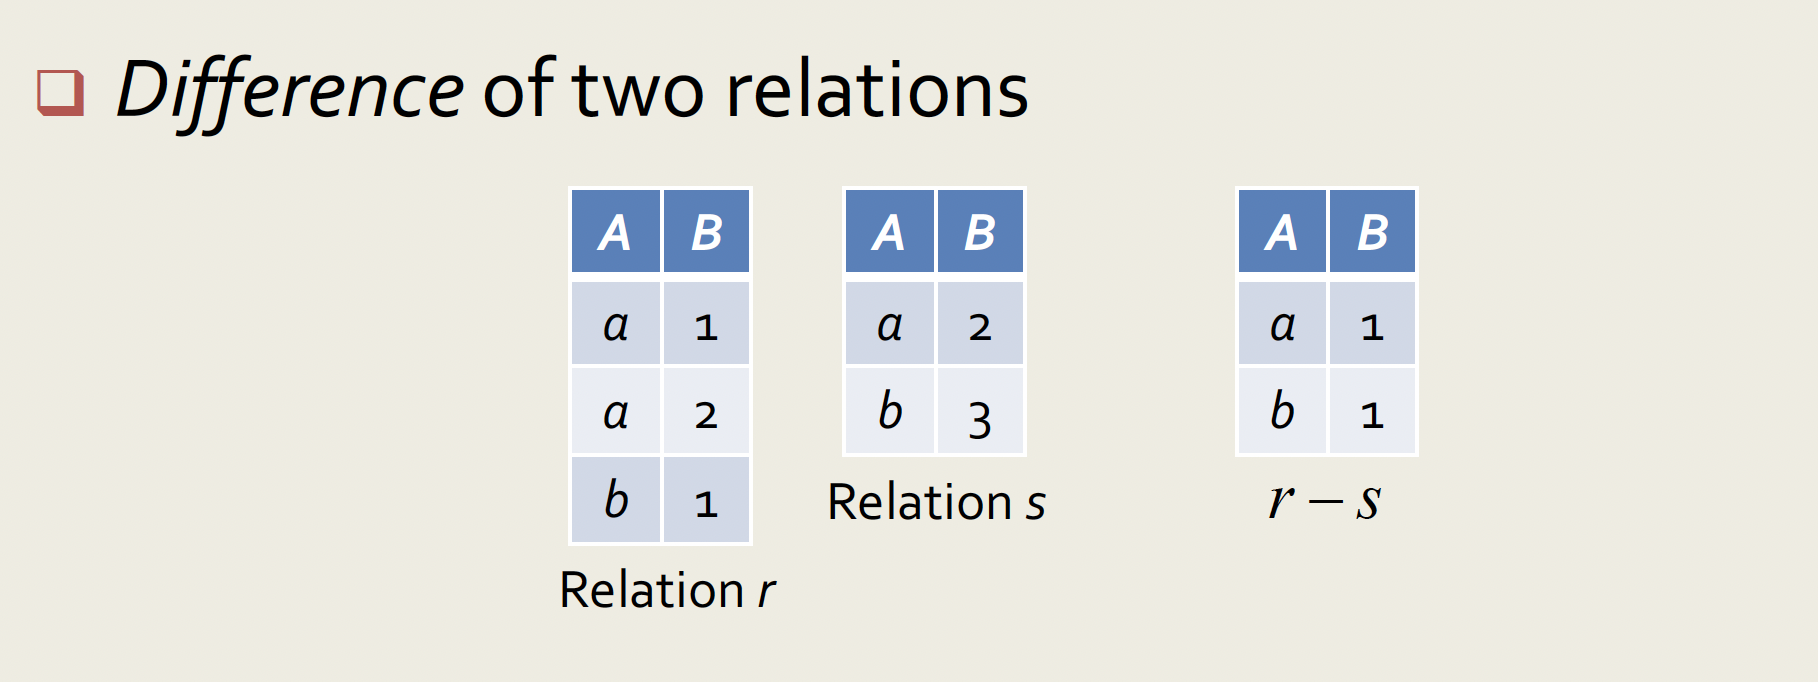 Difference of two relations
A B
a 1
a 2
b 1
Relation r
A B
a 2
b 3
Relation s
A B
a 1
b 1
r – s